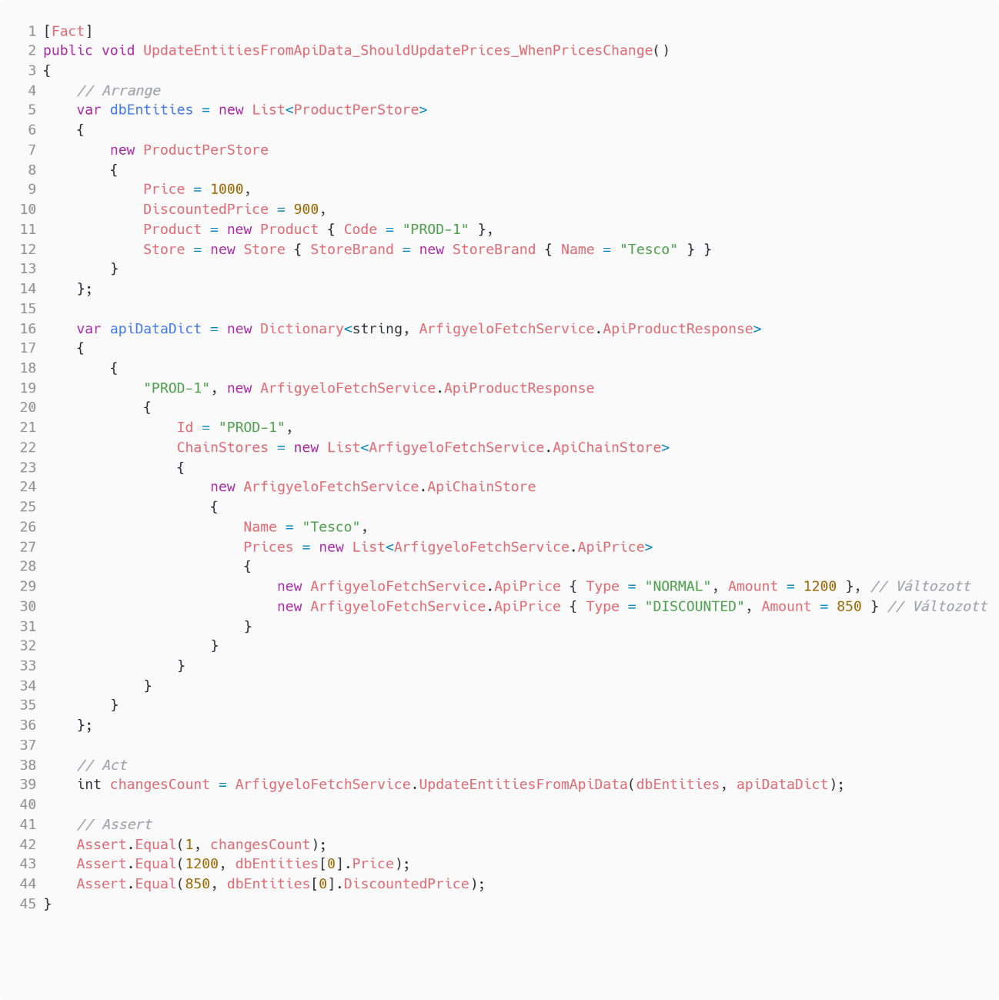 1 [Fact]
2 public void UpdateEntitiesFromApiData_ShouldUpdatePrices_WhenPricesChange()
3 {
4     // Arrange
5     var dbEntities = new List<ProductPerStore>
6     {
7         new ProductPerStore
8         {
9             Price = 1000,
10             DiscountedPrice = 900,
11             Product = new Product { Code = "PROD-1" },
12             Store = new Store { StoreBrand = new StoreBrand { Name = "Tesco" } }
13         }
14     };
15
16     var apiDataDict = new Dictionary<string, ArfigyeloFetchService.ApiProductResponse>
17     {
18         {
19             "PROD-1", new ArfigyeloFetchService.ApiProductResponse
20             {
21                 Id = "PROD-1",
22                 ChainStores = new List<ArfigyeloFetchService.ApiChainStore>
23                 {
24                     new ArfigyeloFetchService.ApiChainStore
25                     {
26                         Name = "Tesco",
27                         Prices = new List<ArfigyeloFetchService.ApiPrice>
28                         {
29                             new ArfigyeloFetchService.ApiPrice { Type = "NORMAL", Amount = 1200 }, // Változott
30                             new ArfigyeloFetchService.ApiPrice { Type = "DISCOUNTED", Amount = 850 } // Változott
31                         }
32                     }
33                 }
34             }
35         }
36     };
37
38     // Act
39     int changesCount = ArfigyeloFetchService.UpdateEntitiesFromApiData(dbEntities, apiDataDict);
40
41     // Assert
42     Assert.Equal(1, changesCount);
43     Assert.Equal(1200, dbEntities[0].Price);
44     Assert.Equal(850, dbEntities[0].DiscountedPrice);
45 }